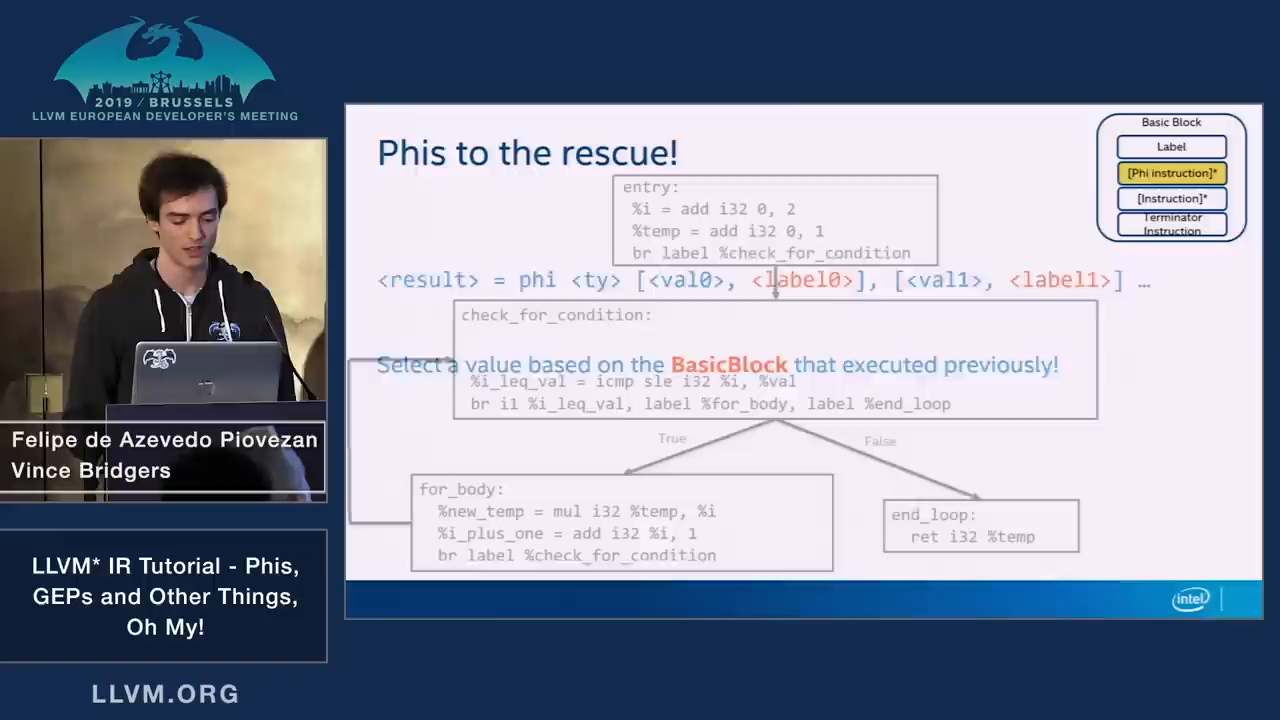 2019 / BRUSSELS
LLVM EUROPEAN DEVELOPER'S MEETING
Felipe de Azevedo Piovezan
Vince Bridgers
LLVM* IR Tutorial - Phis,
GEPs and Other Things,
Oh My!
LLVM.ORG
Phis to the rescue!
Basic Block
Label
[Phi instruction]*
[Instruction]*
Terminator
Instruction
entry:
%i = add i32 0, 2
%temp = add i32 0, 1
br label %check_for_condition
<result> = phi <ty> [<val0>, <label0>], [<val1>, <label1>] …
check_for_condition:
Select a value based on the BasicBlock that executed previously!
%i_leq_val = icmp sle i32 %i, %val
br i1 %i_leq_val, label %for_body, label %end_loop
True
False
for_body:
%new_temp = mul i32 %temp, %i
%i_plus_one = add i32 %i, 1
br label %check_for_condition
end_loop:
ret i32 %temp
intel